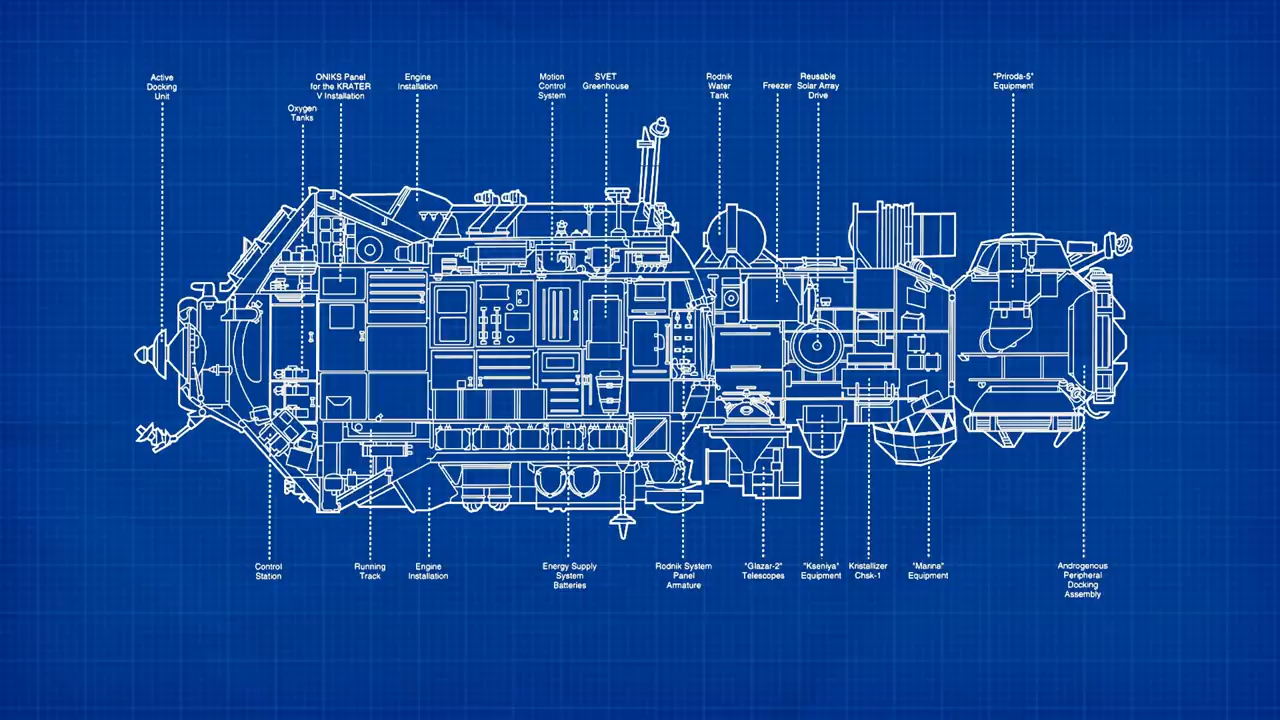 Active
Docking
Unit
ONIKS Panel
for the KRATER
V Installation
Oxygen
Tanks
Engine
Installation
Motion
Control
System
SVET
Greenhouse
Rodnik
Water
Tank
Freezer
Reusable
Solar Array
Drive
"Priroda-5"
Equipment
Control
Station
Running
Track
Engine
Installation
Energy Supply
System
Batteries
Rodnik System
Panel
Armature
"Glazar-2"
Telescopes
"Kseniya"
Equipment
Kristallizer
Chsk-1
"Marina"
Equipment
Androgenous
Peripheral
Docking
Assembly